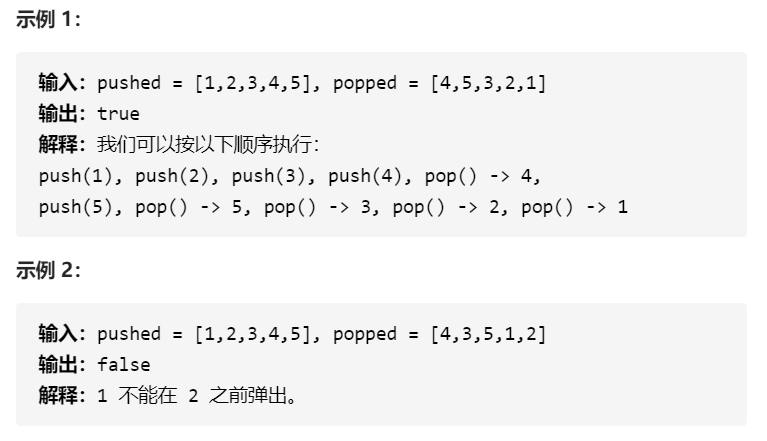 示例 1：
输入：pushed = [1,2,3,4,5], popped = [4,5,3,2,1]
输出：true
解释：我们可以按以下顺序执行：
push(1), push(2), push(3), push(4), pop() -> 4,
push(5), pop() -> 5, pop() -> 3, pop() -> 2, pop() -> 1
示例 2：
输入：pushed = [1,2,3,4,5], popped = [4,3,5,1,2]
输出：false
解释：1 不能在 2 之前弹出。